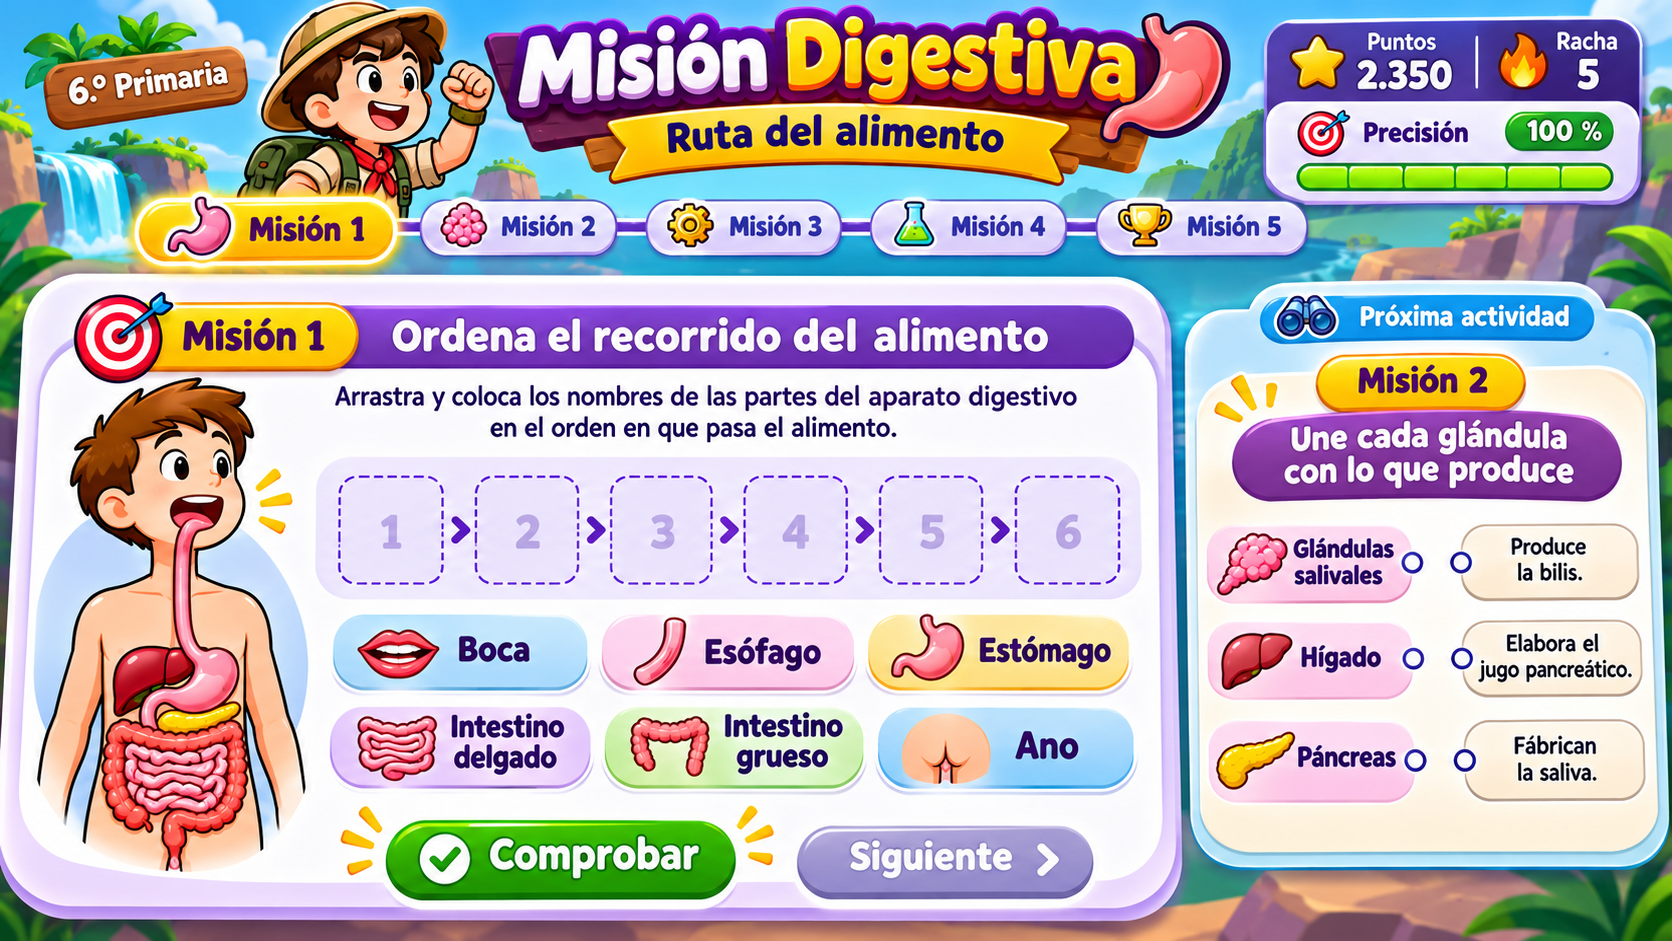 6.º Primaria
Misión Digestiva
Ruta del alimento
Puntos
2.350
Racha
5
Precisión
100 %
Misión 1
Misión 2
Misión 3
Misión 4
Misión 5
Misión 1
Ordena el recorrido del alimento
Arrastra y coloca los nombres de las partes del aparato digestivo
en el orden en que pasa el alimento.
1
2
3
4
5
6
Boca
Esófago
Estómago
Intestino
delgado
Intestino
grueso
Ano
Comprobar
Siguiente
Próxima actividad
Misión 2
Une cada glándula
con lo que produce
Glándulas
salivales
Produce
la bilis.
Hígado
Elabora el
jugo pancreático.
Páncreas
Fábrican
la saliva.